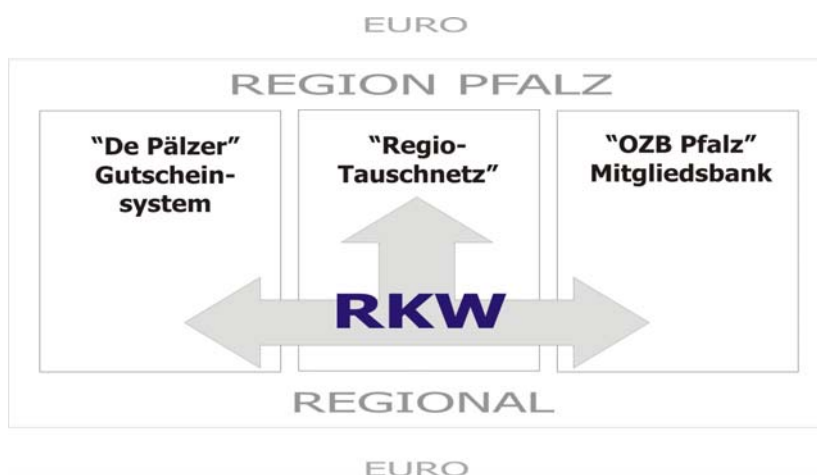 EURO
REGION PFALZ
"De Pälzer"
Gutschein-
system
"Regio-
Tauschnetz"
"OZB Pfalz"
Mitgliedsbank
RKW
REGIONAL
EURO